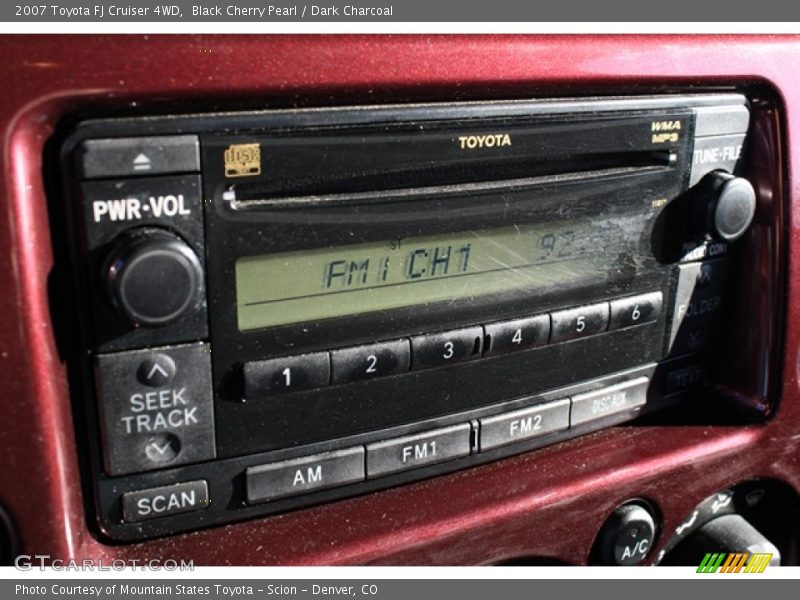 2007 Toyota FJ Cruiser 4WD,  Black Cherry Pearl / Dark Charcoal
TOYOTA
WMA
MP3
TUNE·FILE
PWR·VOL
ST
FM1 CH1 92
FOLDER
1 2 3 4 5 6
SEEK
TRACK
TEXT
AM FM1 FM2 DISC·AUX
SCAN
A/C
GTCARLOT.COM
Photo Courtesy of Mountain States Toyota - Scion - Denver, CO